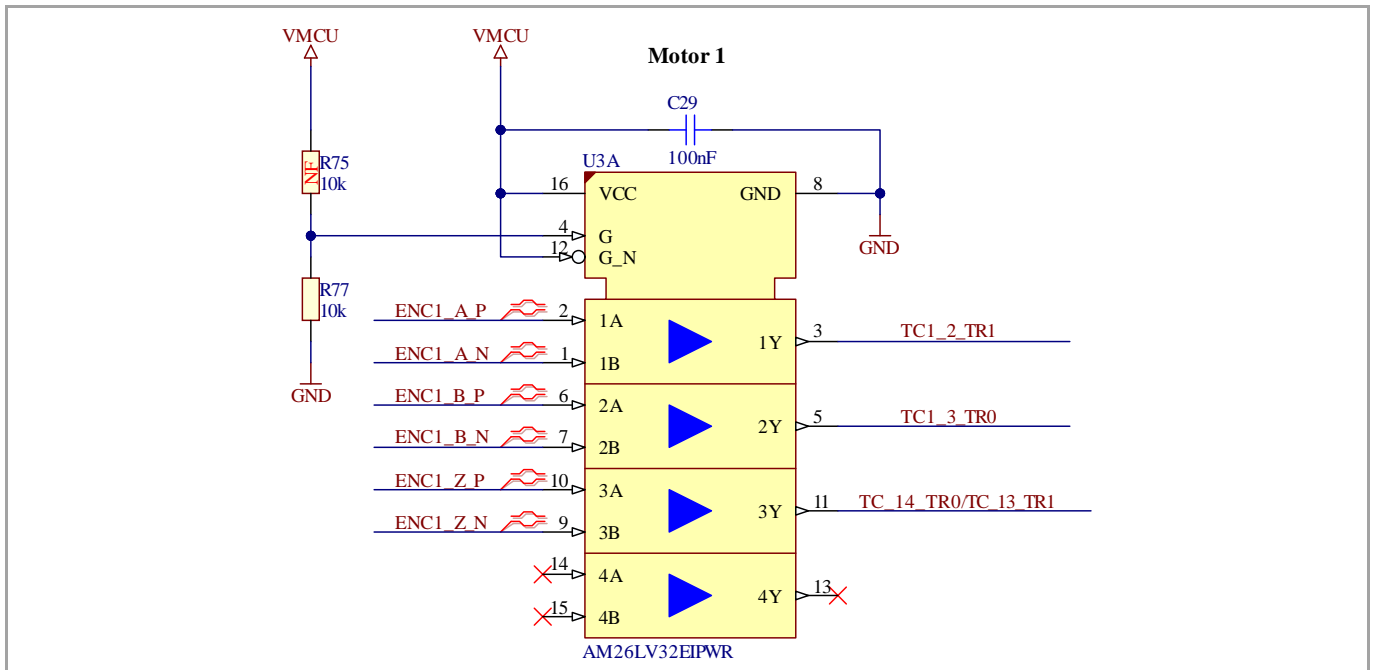 VMCU
VMCU
Motor 1
C29
100nF
U3A
NF
R75
10k
16
VCC
GND
8
4
G
12
G_N
GND
R77
10k
GND
ENC1_A_P
2
1A
1Y
3
TC1_2_TR1
ENC1_A_N
1
1B
ENC1_B_P
6
2A
2Y
5
TC1_3_TR0
ENC1_B_N
7
2B
ENC1_Z_P
10
3A
3Y
11
TC_14_TR0/TC_13_TR1
ENC1_Z_N
9
3B
14
4A
4Y
13
15
4B
AM26LV32EIPWR